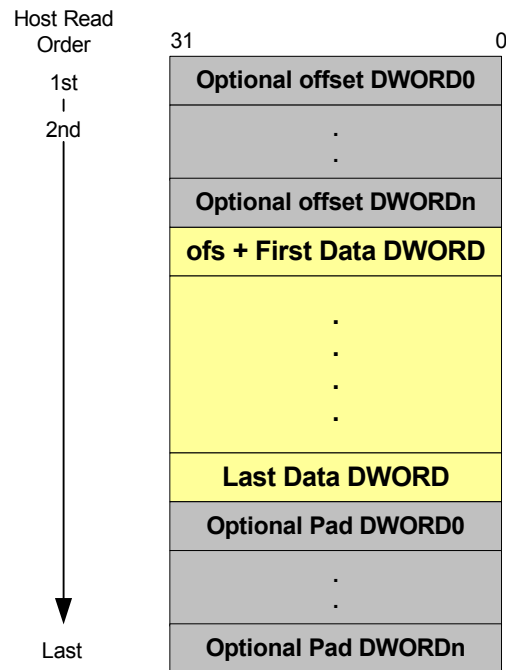 Host Read
Order
31 0
1st
2nd
Last
Optional offset DWORD0
.
.
Optional offset DWORDn
ofs + First Data DWORD
.
.
.
.
Last Data DWORD
Optional Pad DWORD0
.
.
Optional Pad DWORDn